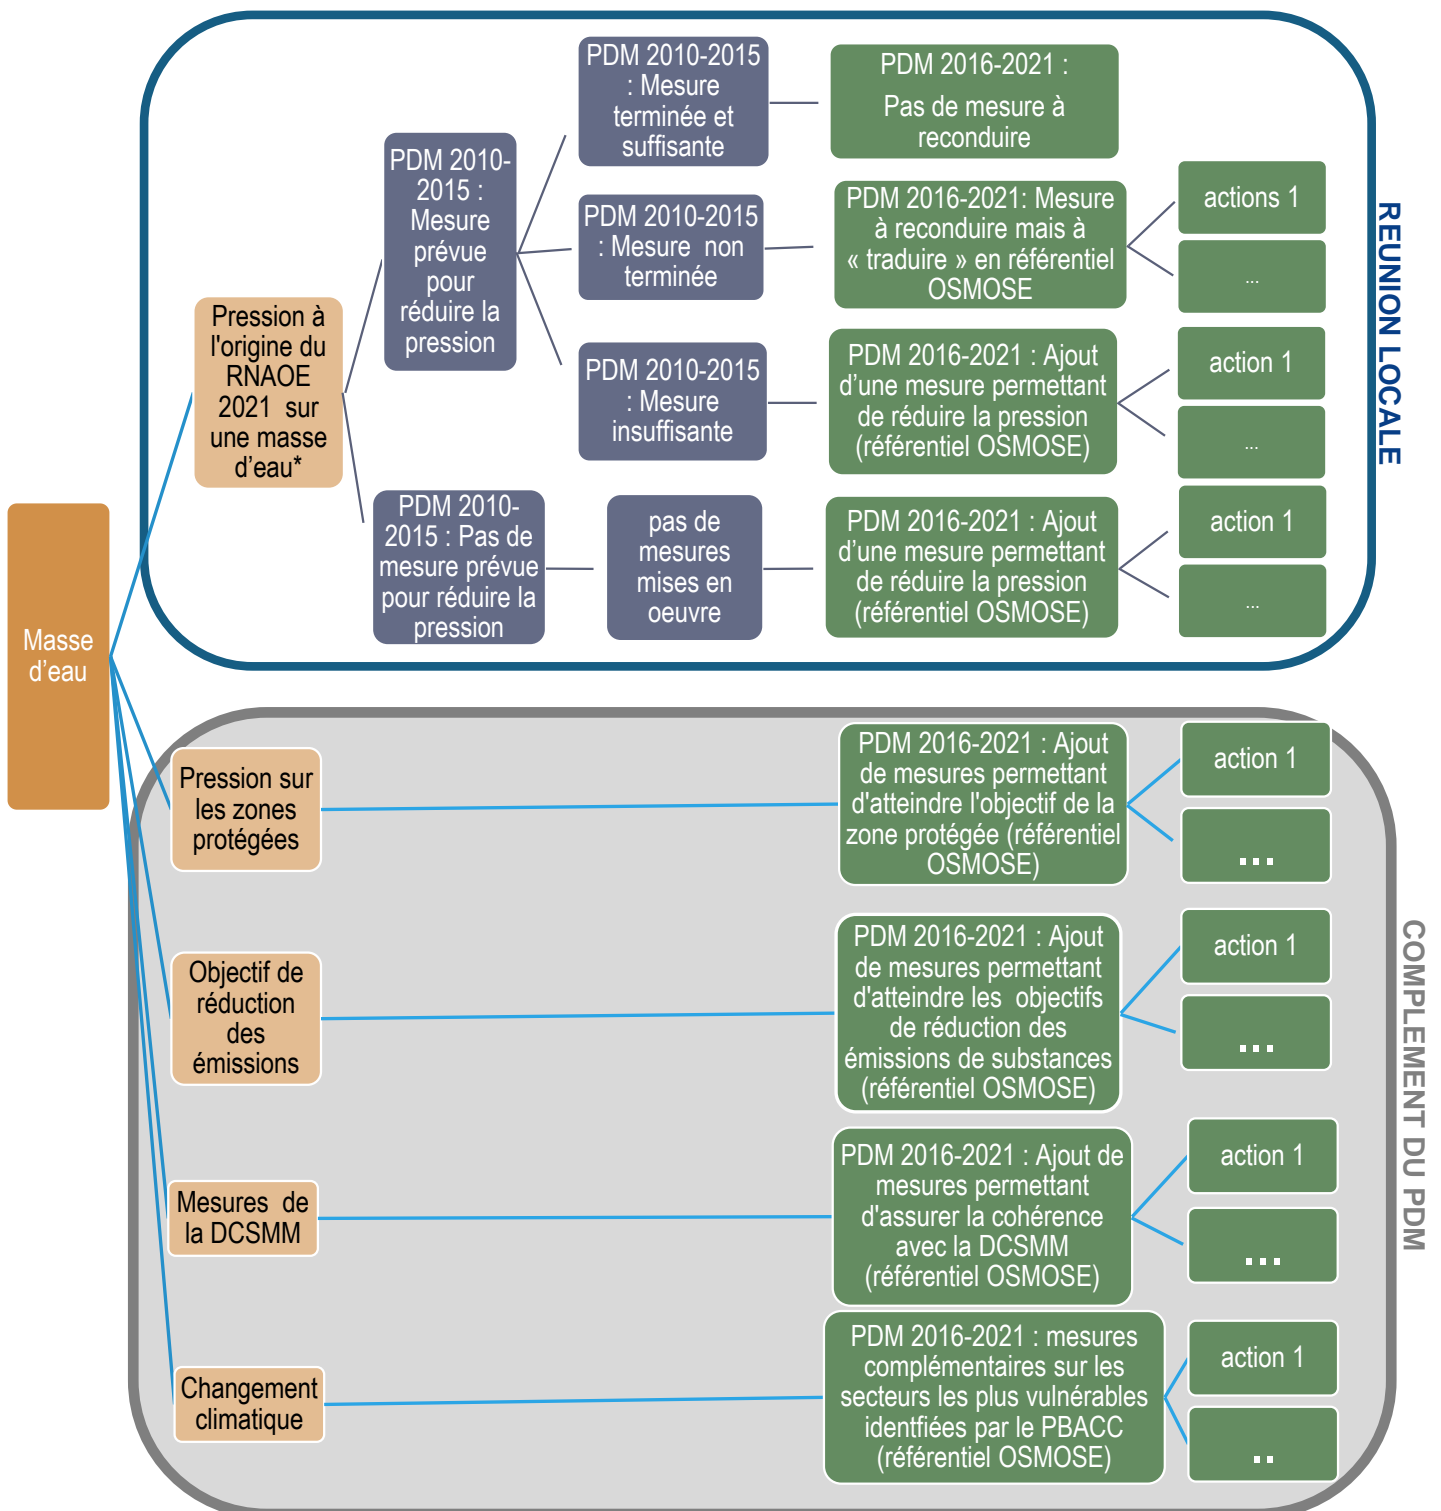 Masse
d’eau
Pression à
l'origine du
RNAOE
2021  sur
une masse
d’eau*
PDM 2010-
2015 :
Mesure
prévue
pour
réduire la
pression
PDM 2010-2015
: Mesure
terminée et
suffisante
PDM 2016-2021 :
Pas de mesure à
reconduire
PDM 2010-2015
: Mesure  non
terminée
PDM 2016-2021: Mesure
à reconduire mais à
« traduire » en référentiel
OSMOSE
actions 1
...
PDM 2010-2015
: Mesure
insuffisante
PDM 2016-2021 : Ajout
d’une mesure permettant
de réduire la pression
(référentiel OSMOSE)
action 1
...
PDM 2010-
2015 : Pas de
mesure prévue
pour réduire la
pression
pas de
mesures
mises en
oeuvre
PDM 2016-2021 : Ajout
d’une mesure permettant
de réduire la pression
(référentiel OSMOSE)
action 1
...
REUNION LOCALE
Pression sur
les zones
protégées
PDM 2016-2021 : Ajout
de mesures permettant
d'atteindre l'objectif de la
zone protégée (référentiel
OSMOSE)
action 1
...
Objectif de
réduction
des
émissions
PDM 2016-2021 : Ajout
de mesures permettant
d'atteindre les  objectifs
de réduction des
émissions de substances
(référentiel OSMOSE)
action 1
...
Mesures  de
la DCSMM
PDM 2016-2021 : Ajout de
mesures permettant
d'assurer la cohérence
avec la DCSMM
(référentiel OSMOSE)
action 1
...
Changement
climatique
PDM 2016-2021 : mesures
complémentaires sur les
secteurs les plus vulnérables
identfiées par le PBACC
(référentiel OSMOSE)
action 1
..
COMPLEMENT DU PDM